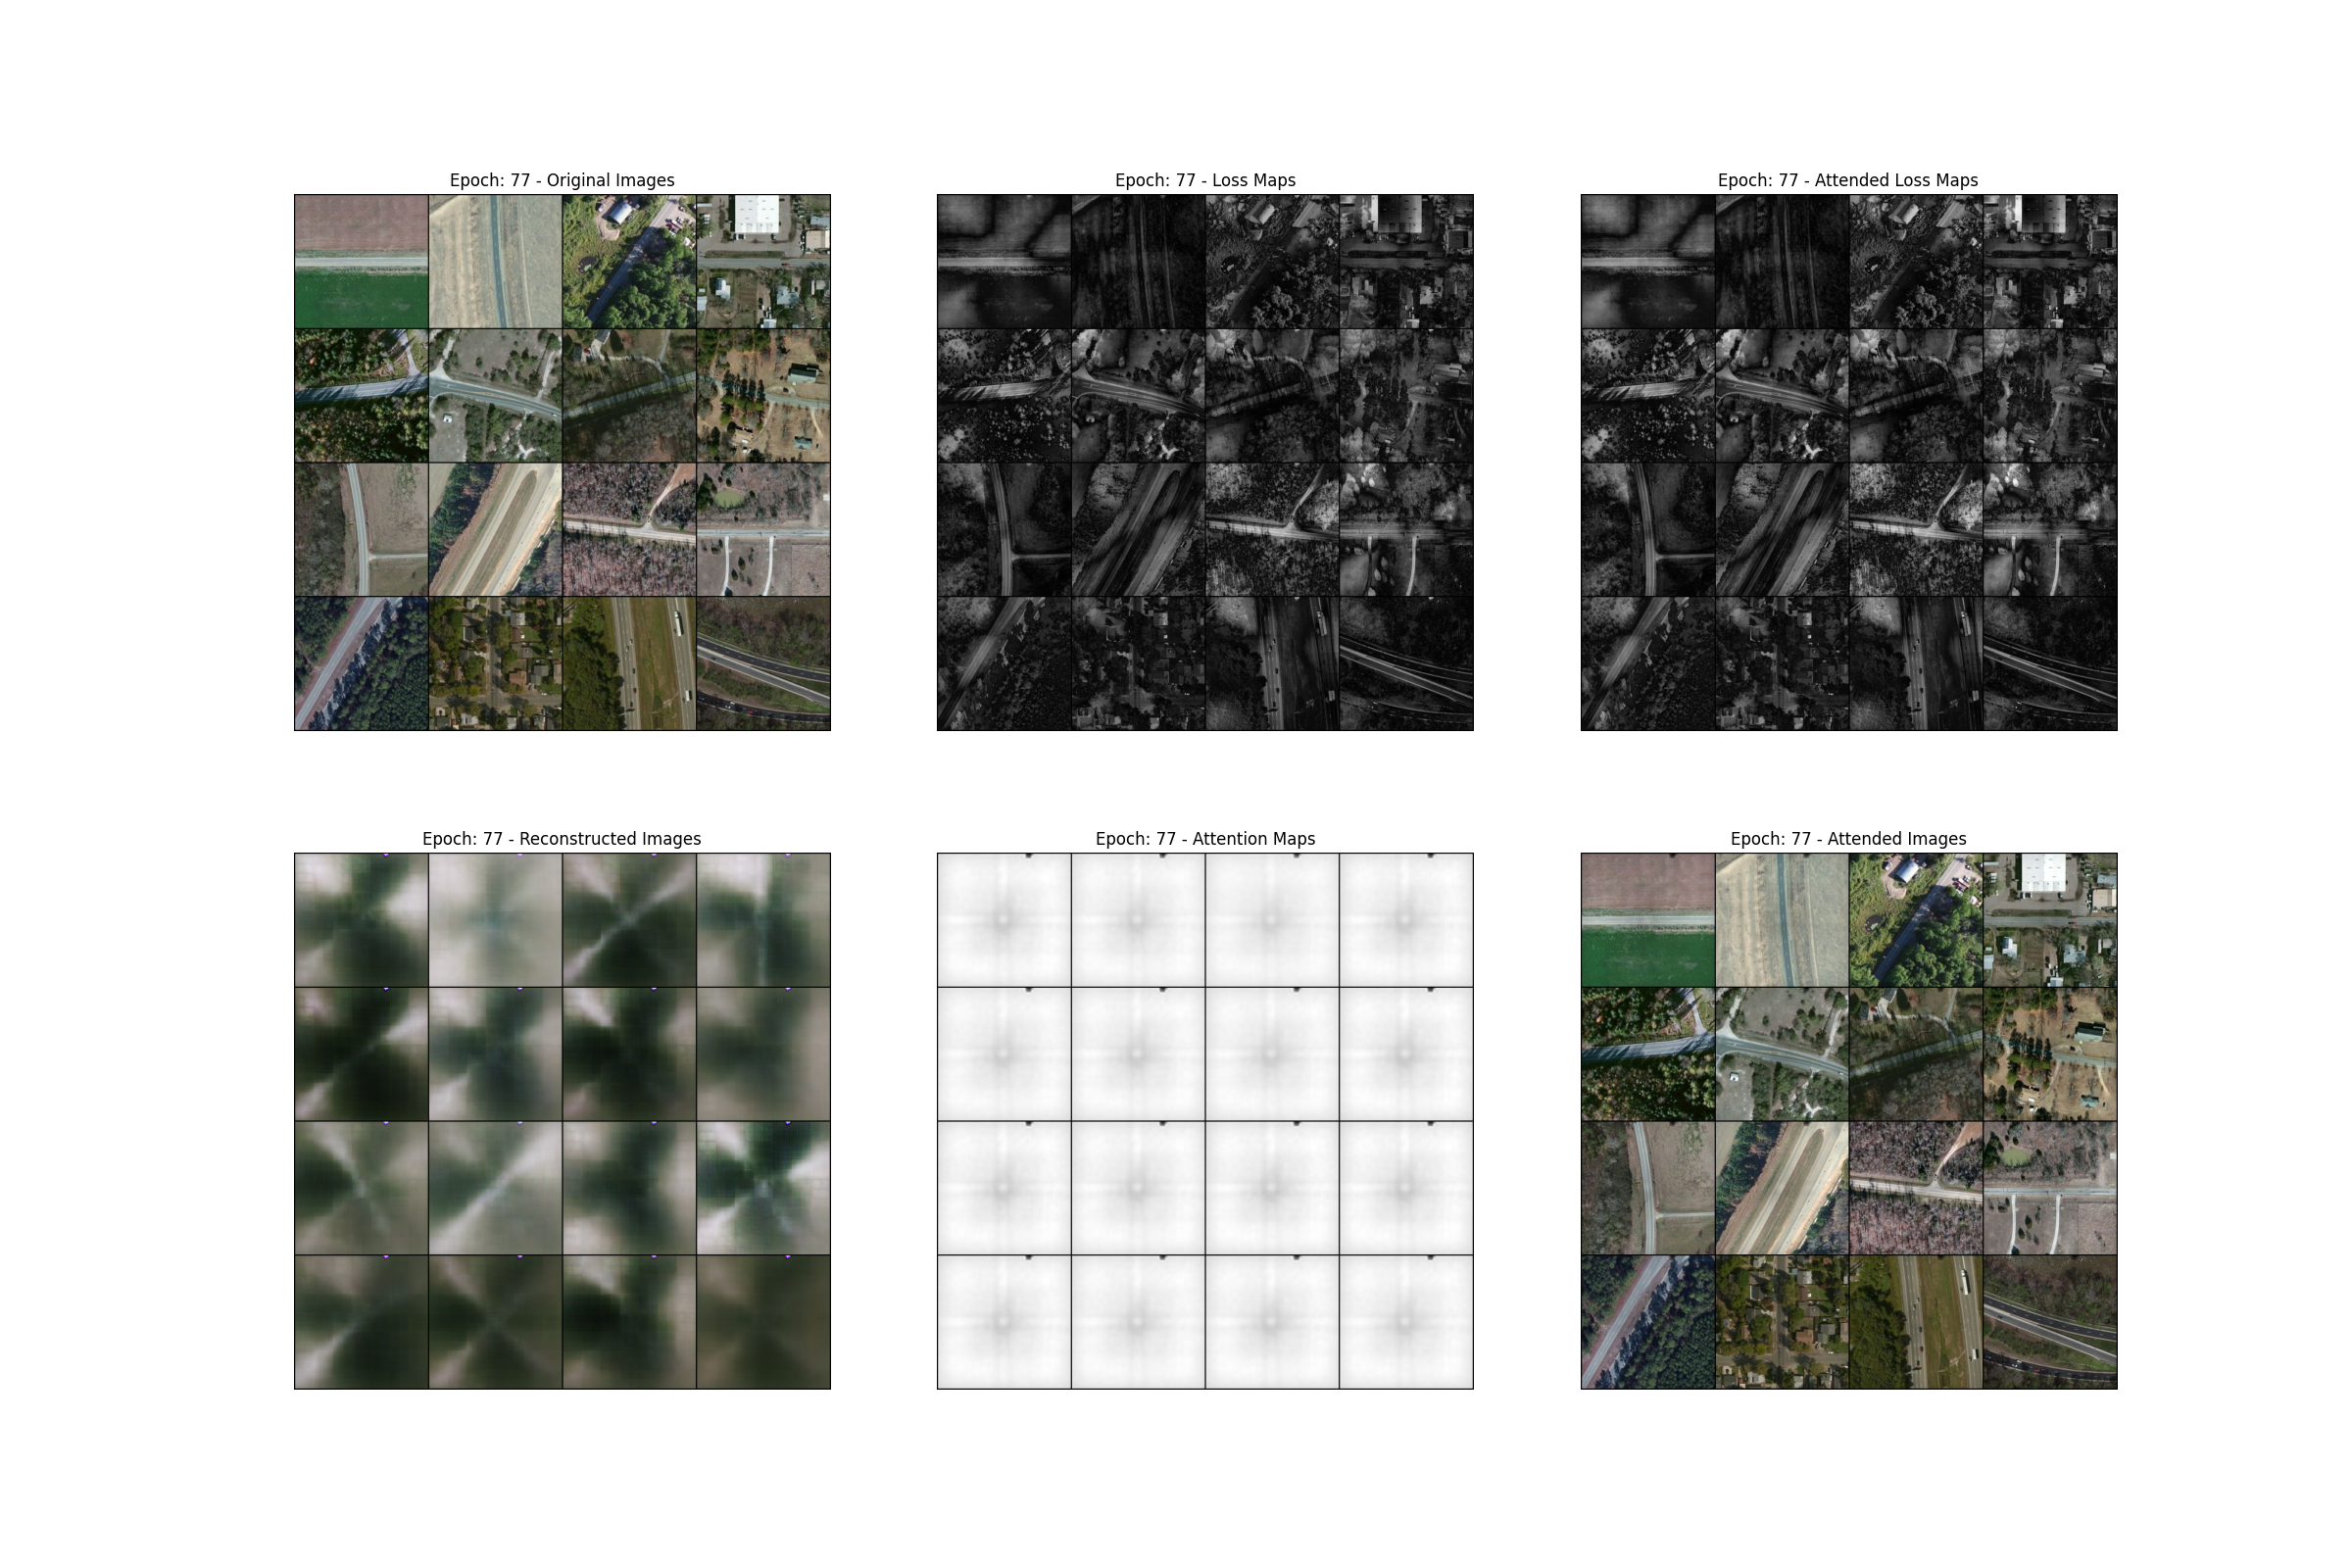 Epoch: 77 - Original Images
Epoch: 77 - Loss Maps
Epoch: 77 - Attended Loss Maps
Epoch: 77 - Reconstructed Images
Epoch: 77 - Attention Maps
Epoch: 77 - Attended Images